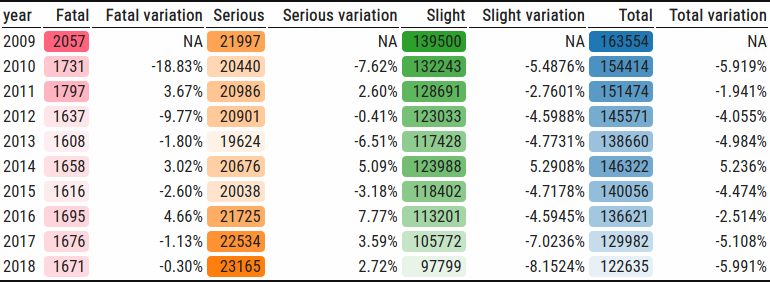 year Fatal Fatal variation Serious Serious variation Slight Slight variation Total Total variation
2009 2057 NA 21997 NA 139500 NA 163554 NA
2010 1731 -18.83% 20440 -7.62% 132243 -5.4876% 154414 -5.919%
2011 1797 3.67% 20986 2.60% 128691 -2.7601% 151474 -1.941%
2012 1637 -9.77% 20901 -0.41% 123033 -4.5988% 145571 -4.055%
2013 1608 -1.80% 19624 -6.51% 117428 -4.7731% 138660 -4.984%
2014 1658 3.02% 20676 5.09% 123988 5.2908% 146322 5.236%
2015 1616 -2.60% 20038 -3.18% 118402 -4.7178% 140056 -4.474%
2016 1695 4.66% 21725 7.77% 113201 -4.5945% 136621 -2.514%
2017 1676 -1.13% 22534 3.59% 105772 -7.0236% 129982 -5.108%
2018 1671 -0.30% 23165 2.72% 97799 -8.1524% 122635 -5.991%